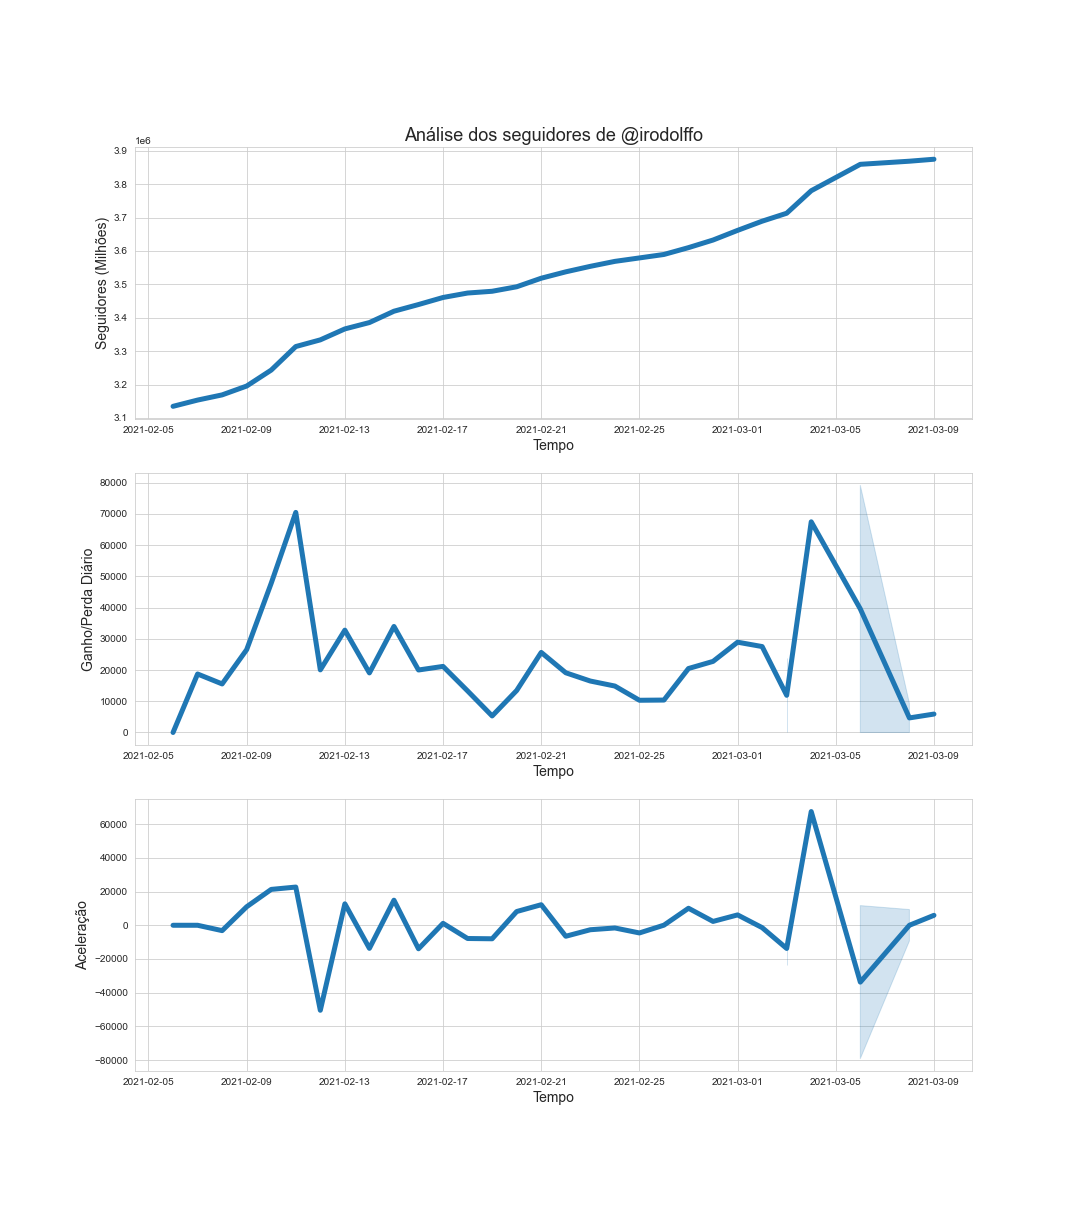 Análise dos seguidores de @irodolffo
1e6
3.9
3.8
3.7
3.6
3.5
3.4
3.3
3.2
3.1
Seguidores (Milhões)
2021-02-05 2021-02-09 2021-02-13 2021-02-17 2021-02-21 2021-02-25 2021-03-01 2021-03-05 2021-03-09
Tempo
80000
70000
60000
50000
40000
30000
20000
10000
0
Ganho/Perda Diário
2021-02-05 2021-02-09 2021-02-13 2021-02-17 2021-02-21 2021-02-25 2021-03-01 2021-03-05 2021-03-09
Tempo
60000
40000
20000
0
−20000
−40000
−60000
−80000
Aceleração
2021-02-05 2021-02-09 2021-02-13 2021-02-17 2021-02-21 2021-02-25 2021-03-01 2021-03-05 2021-03-09
Tempo